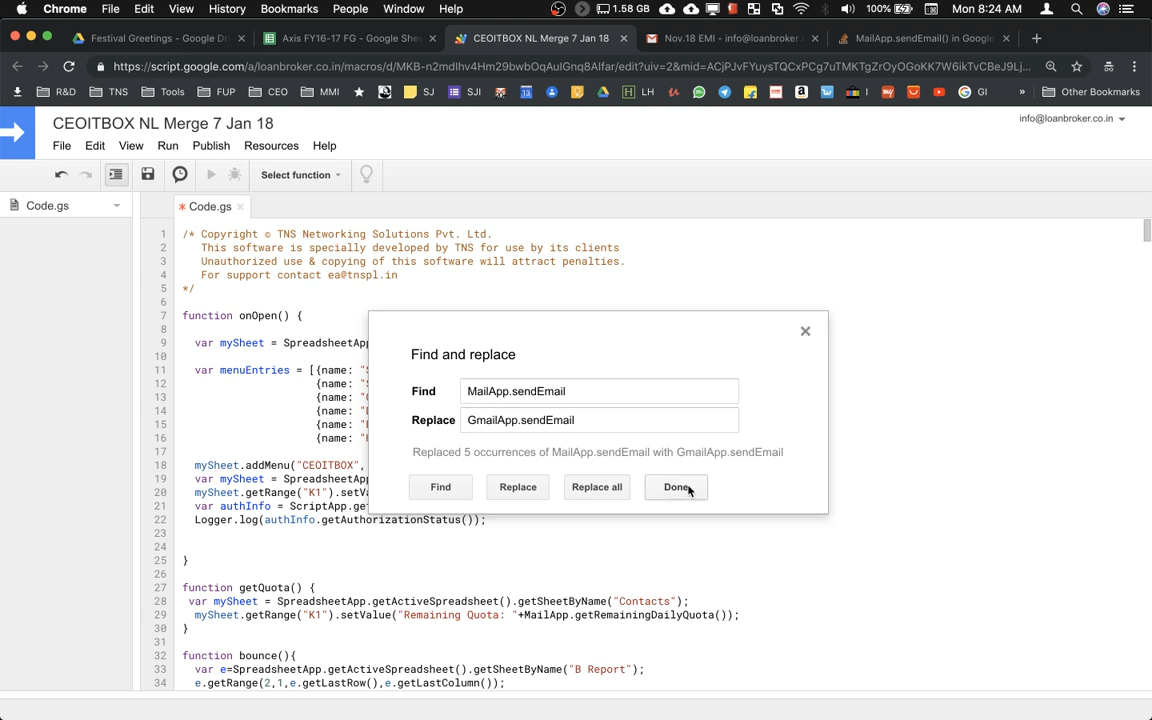 Chrome File Edit View History Bookmarks People Window Help 1.58 GB 100% Mon 8:24 AM
Festival Greetings - Google Dri × Axis FY16-17 FG - Google Shee × CEOITBOX NL Merge 7 Jan 18 × Nov.18 EMI - info@loanbroker. × MailApp.sendEmail() in Google × +
https://script.google.com/a/loanbroker.co.in/macros/d/MKB-n2mdIhv4Hm29bwbOqAulGnq8Alfar/edit?uiv=2&mid=ACjPJvFYuysTQCxPCg7uTMKTgZrOyOGoKK7W6ikTvCBeJ9Lj...
R&D TNS Tools FUP CEO MMI SJ SJI LH I GI » Other Bookmarks
CEOITBOX NL Merge 7 Jan 18
info@loanbroker.co.in
File Edit View Run Publish Resources Help
Select function
Code.gs
* Code.gs ×
1 /* Copyright © TNS Networking Solutions Pvt. Ltd.
2 This software is specially developed by TNS for use by its clients
3 Unauthorized use & copying of this software will attract penalties.
4 For support contact ea@tnspl.in
5 */
6
7 function onOpen() {
8
9 var mySheet = SpreadsheetApp
10
11 var menuEntries = [{name: "
12 {name: "
13 {name: "
14 {name: "
15 {name: "
16 {name: "
17
18 mySheet.addMenu("CEOITBOX",
19 var mySheet = SpreadsheetApp
20 mySheet.getRange("K1").setVa
21 var authInfo = ScriptApp.get
22 Logger.log(authInfo.getAuthorizationStatus());
23
24
25 }
26
27 function getQuota() {
28 var mySheet = SpreadsheetApp.getActiveSpreadsheet().getSheetByName("Contacts");
29 mySheet.getRange("K1").setValue("Remaining Quota: "+MailApp.getRemainingDailyQuota());
30 }
31
32 function bounce(){
33 var e=SpreadsheetApp.getActiveSpreadsheet().getSheetByName("B Report");
34 e.getRange(2,1,e.getLastRow(),e.getLastColumn());
Find and replace
Find MailApp.sendEmail
Replace GmailApp.sendEmail
Replaced 5 occurrences of MailApp.sendEmail with GmailApp.sendEmail
Find Replace Replace all Done